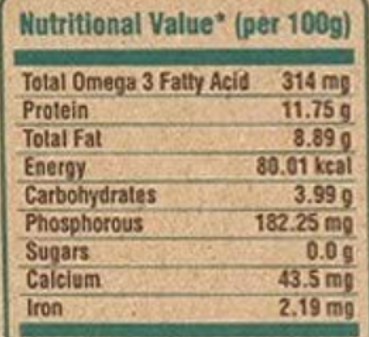 Nutritional Value* (per 100g)
Total Omega 3 Fatty Acid 314 mg
Protein 11.75 g
Total Fat 8.89 g
Energy 80.01 kcal
Carbohydrates 3.99 g
Phosphorous 182.25 mg
Sugars 0.0 g
Calcium 43.5 mg
Iron 2.19 mg